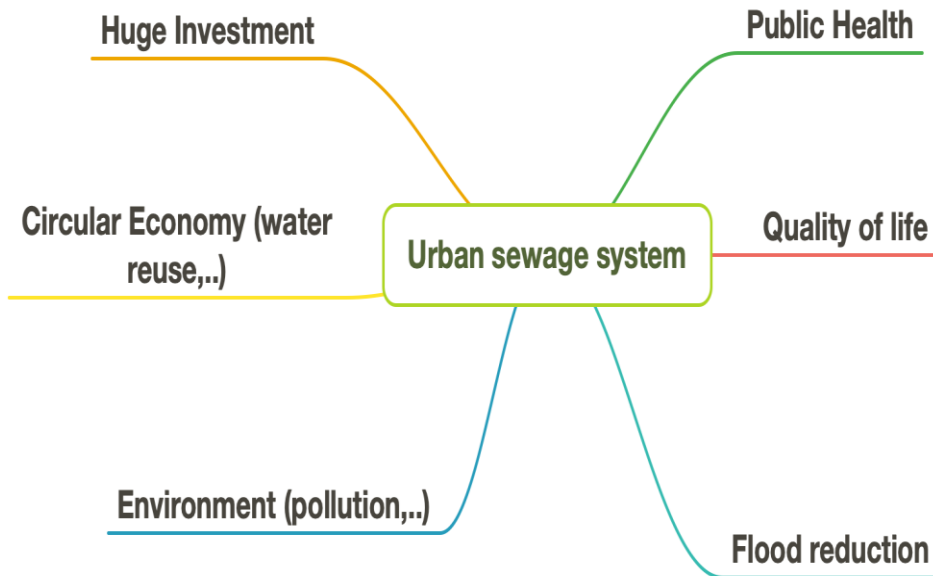 Huge Investment
Public Health
Circular Economy (water
reuse,..)
Urban sewage system
Quality of life
Environment (pollution,..)
Flood reduction